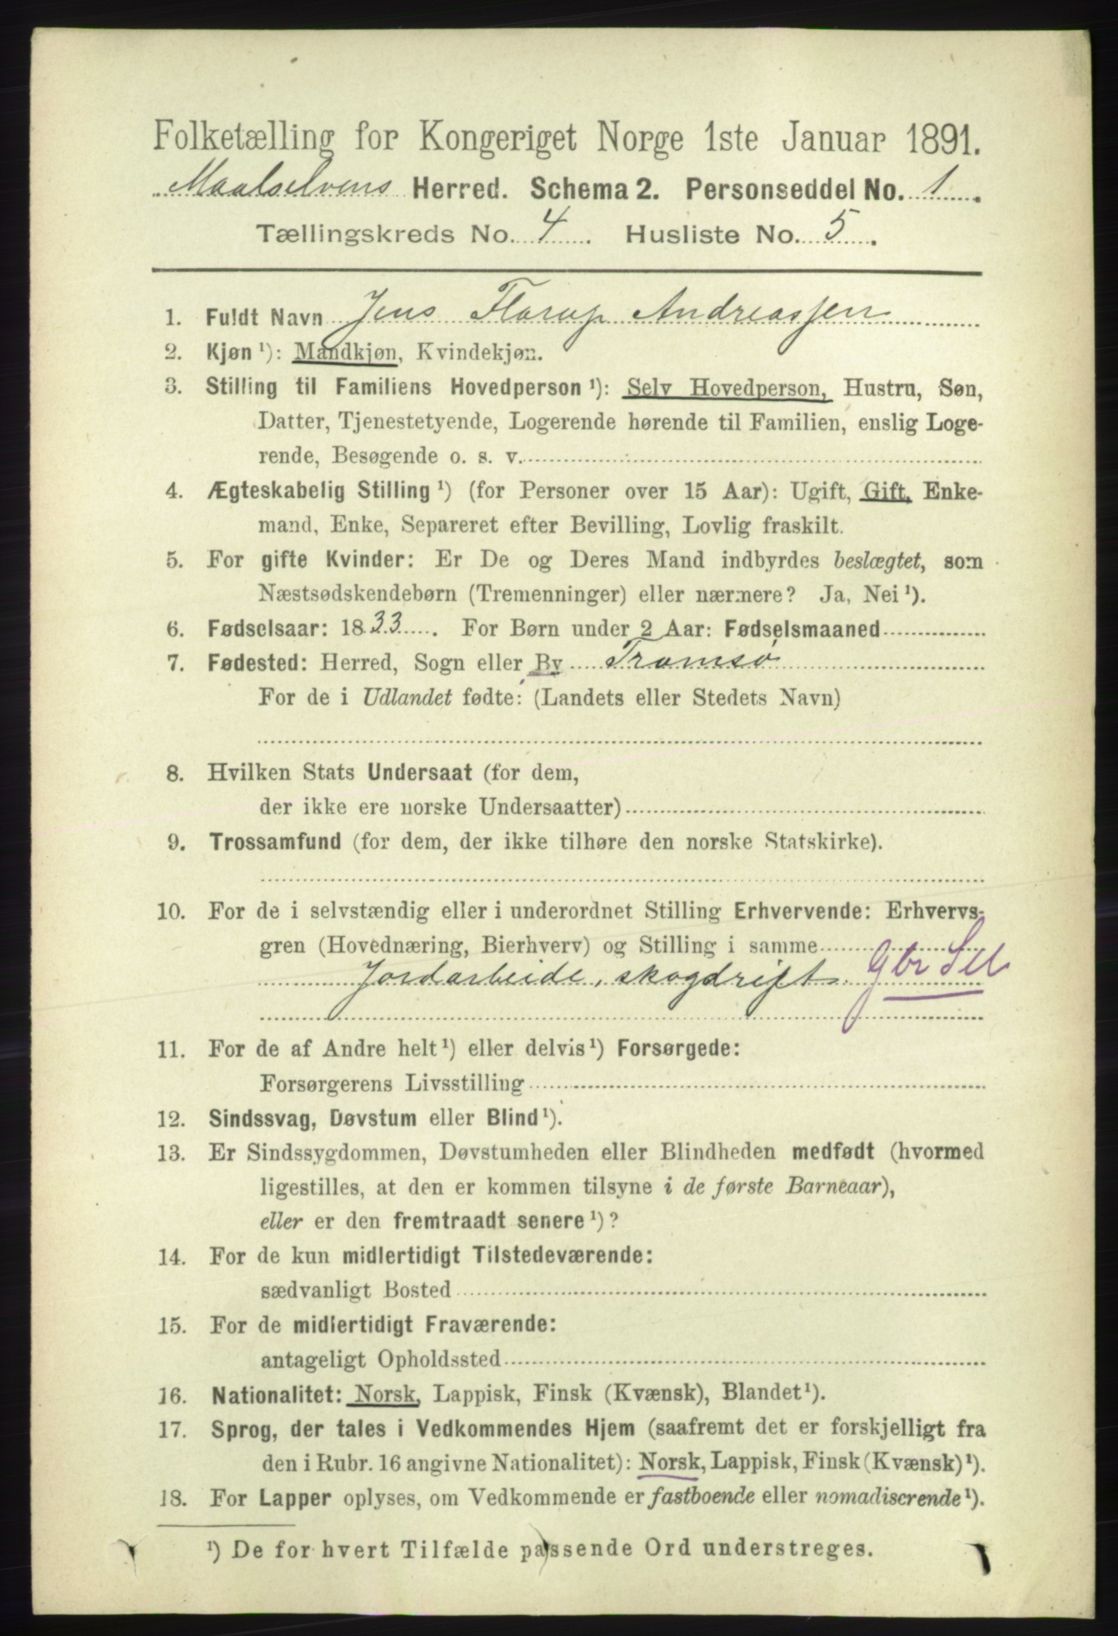 Folketælling for Kongeriget Norge 1ste Januar 1891.
Maalselvens Herred. Schema 2. Personseddel No. 1.
Tællingskreds No. 4. Husliste No. 5.
1. Fuldt Navn Jens Florup Andreassen
2. Kjøn ¹): Mandkjøn, Kvindekjøn.
3. Stilling til Familiens Hovedperson ¹): Selv Hovedperson, Hustru, Søn,
Datter, Tjenestetyende, Logerende hørende til Familien, enslig Loge-
rende, Besøgende o. s. v.
4. Ægteskabelig Stilling ¹) (for Personer over 15 Aar): Ugift, Gift, Enke-
mand, Enke, Separeret efter Bevilling, Lovlig fraskilt.
5. For gifte Kvinder: Er De og Deres Mand indbyrdes beslægtet, som
Næstsødskendebørn (Tremenninger) eller nærmere? Ja, Nei ¹).
6. Fødselsaar: 1833. For Børn under 2 Aar: Fødselsmaaned
7. Fødested: Herred, Sogn eller By Tromsø
For de i Udlandet fødte: (Landets eller Stedets Navn)
8. Hvilken Stats Undersaat (for dem,
der ikke ere norske Undersaatter)
9. Trossamfund (for dem, der ikke tilhøre den norske Statskirke).
10. For de i selvstændig eller i underordnet Stilling Erhvervende: Erhvervs-
gren (Hovednæring, Bierhverv) og Stilling i samme
Jordarbeide, skogdrift. Gbr Sel
11. For de af Andre helt ¹) eller delvis ¹) Forsørgede:
Forsørgerens Livsstilling
12. Sindssvag, Døvstum eller Blind ¹).
13. Er Sindssygdommen, Døvstumheden eller Blindheden medfødt (hvormed
ligestilles, at den er kommen tilsyne i de første Barneaar),
eller er den fremtraadt senere ¹)?
14. For de kun midlertidigt Tilstedeværende:
sædvanligt Bosted
15. For de midlertidigt Fraværende:
antageligt Opholdssted
16. Nationalitet: Norsk, Lappisk, Finsk (Kvænsk), Blandet ¹).
17. Sprog, der tales i Vedkommendes Hjem (saafremt det er forskjelligt fra
den i Rubr. 16 angivne Nationalitet): Norsk, Lappisk, Finsk (Kvænsk) ¹).
18. For Lapper oplyses, om Vedkommende er fastboende eller nomadiserende ¹).
¹) De for hvert Tilfælde passende Ord understreges.